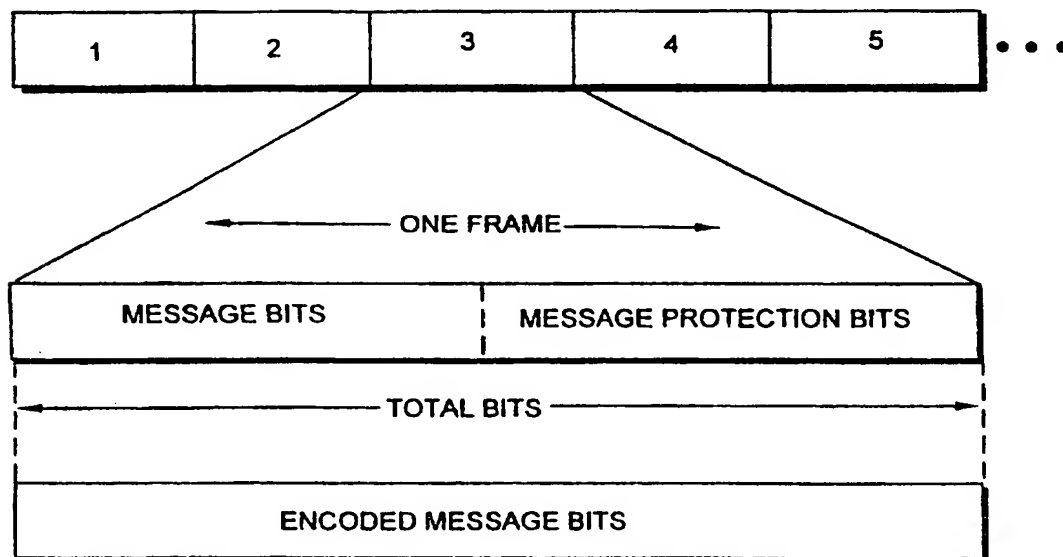 1 2 3 4 5 • • •
ONE FRAME
MESSAGE BITS MESSAGE PROTECTION BITS
TOTAL BITS
ENCODED MESSAGE BITS